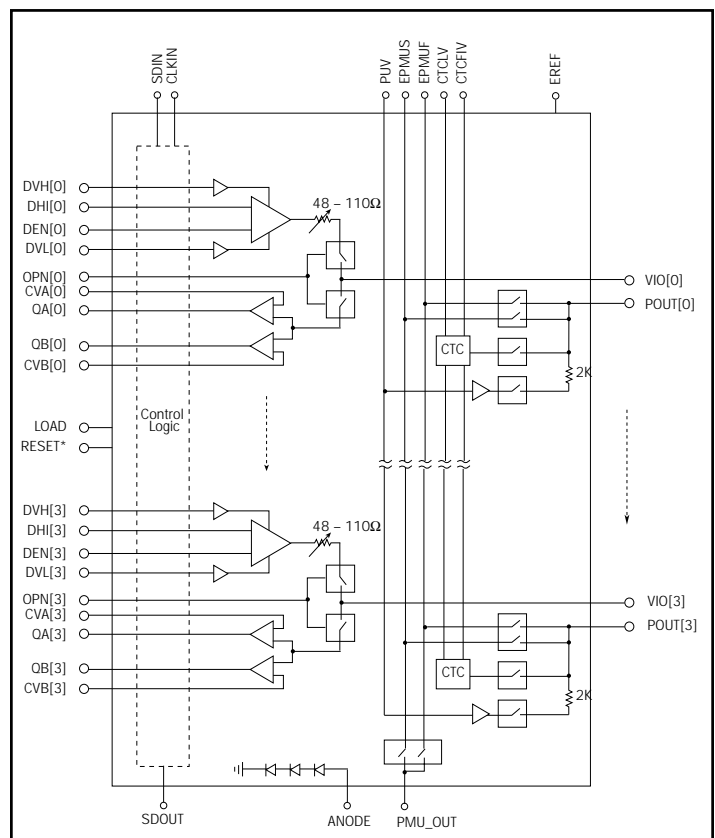 SDIN
CLKIN
PUV
EPMUS
EPMUF
CTCLV
CTCFIV
EREF
DVH[0]
DHI[0]
DEN[0]
DVL[0]
48 – 110Ω
OPN[0]
CVA[0]
QA[0]
QB[0]
CVB[0]
VIO[0]
POUT[0]
CTC
2K
LOAD
RESET*
Control
Logic
DVH[3]
DHI[3]
DEN[3]
DVL[3]
48 – 110Ω
OPN[3]
CVA[3]
QA[3]
QB[3]
CVB[3]
VIO[3]
POUT[3]
CTC
2K
SDOUT
ANODE
PMU_OUT